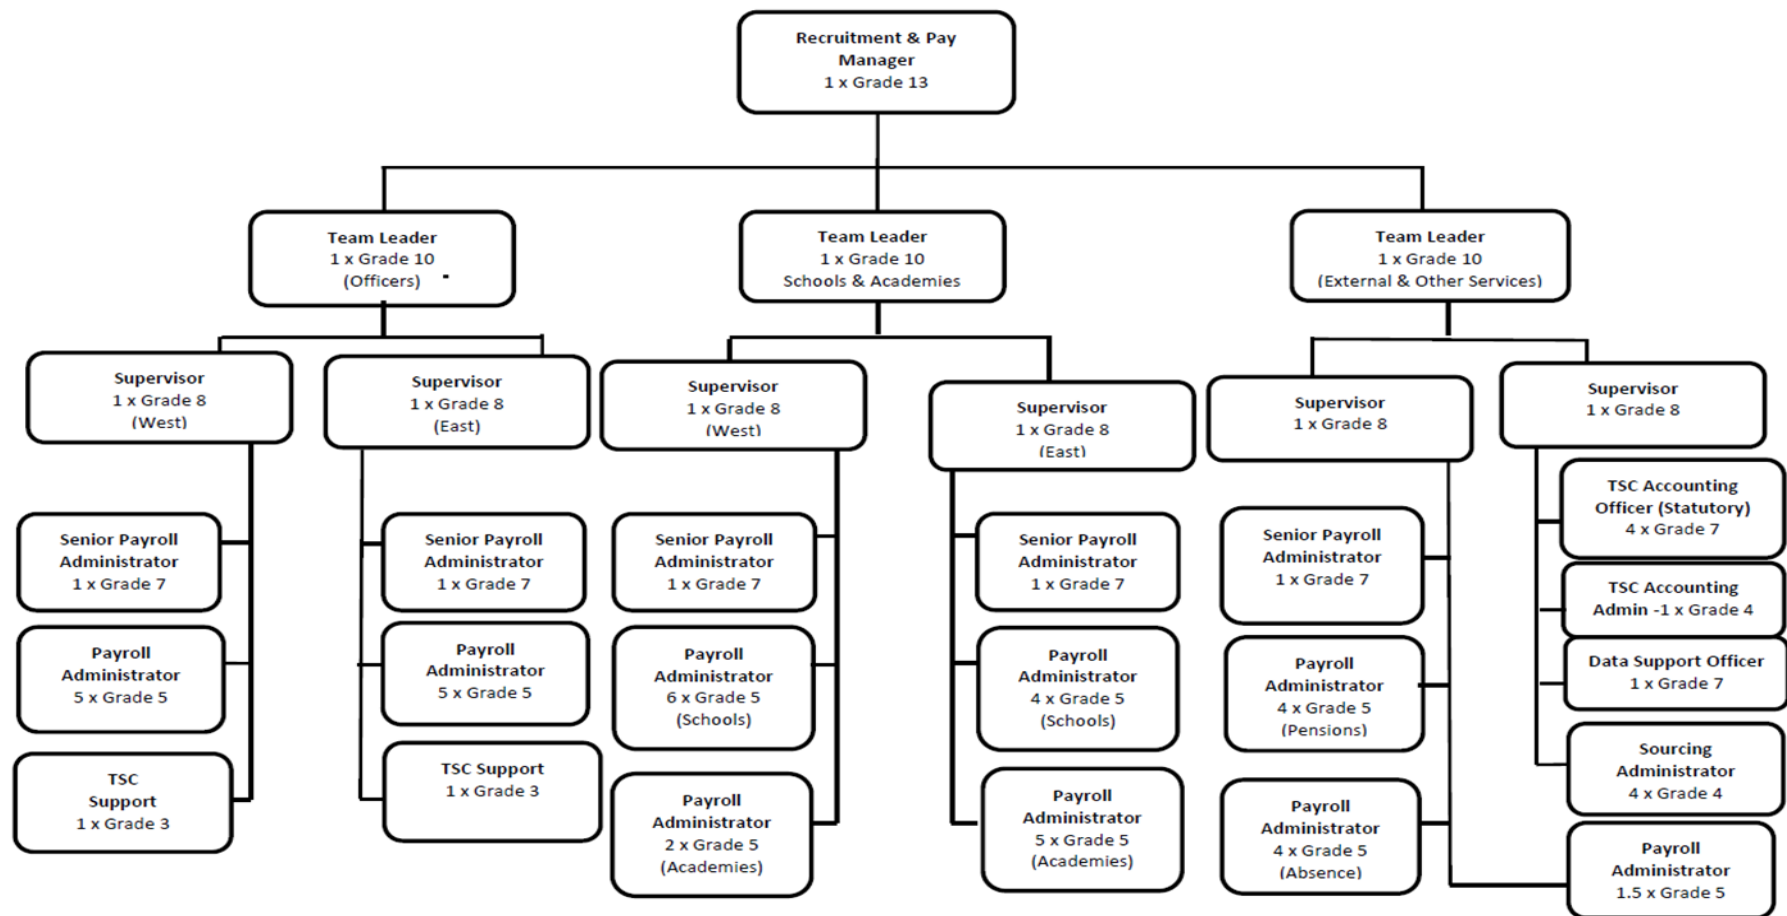 Recruitment & Pay
Manager
1 x Grade 13
Team Leader
1 x Grade 10
(Officers)
Team Leader
1 x Grade 10
Schools & Academies
Team Leader
1 x Grade 10
(External & Other Services)
Supervisor
1 x Grade 8
(West)
Supervisor
1 x Grade 8
(East)
Supervisor
1 x Grade 8
(West)
Supervisor
1 x Grade 8
(East)
Supervisor
1 x Grade 8
Supervisor
1 x Grade 8
Senior Payroll
Administrator
1 x Grade 7
Payroll
Administrator
5 x Grade 5
TSC
Support
1 x Grade 3
Senior Payroll
Administrator
1 x Grade 7
Payroll
Administrator
5 x Grade 5
TSC Support
1 x Grade 3
Senior Payroll
Administrator
1 x Grade 7
Payroll
Administrator
6 x Grade 5
(Schools)
Payroll
Administrator
2 x Grade 5
(Academies)
Senior Payroll
Administrator
1 x Grade 7
Payroll
Administrator
4 x Grade 5
(Schools)
Payroll
Administrator
5 x Grade 5
(Academies)
Senior Payroll
Administrator
1 x Grade 7
Payroll
Administrator
4 x Grade 5
(Pensions)
Payroll
Administrator
4 x Grade 5
(Absence)
TSC Accounting
Officer (Statutory)
4 x Grade 7
TSC Accounting
Admin -1 x Grade 4
Data Support Officer
1 x Grade 7
Sourcing
Administrator
4 x Grade 4
Payroll
Administrator
1.5 x Grade 5